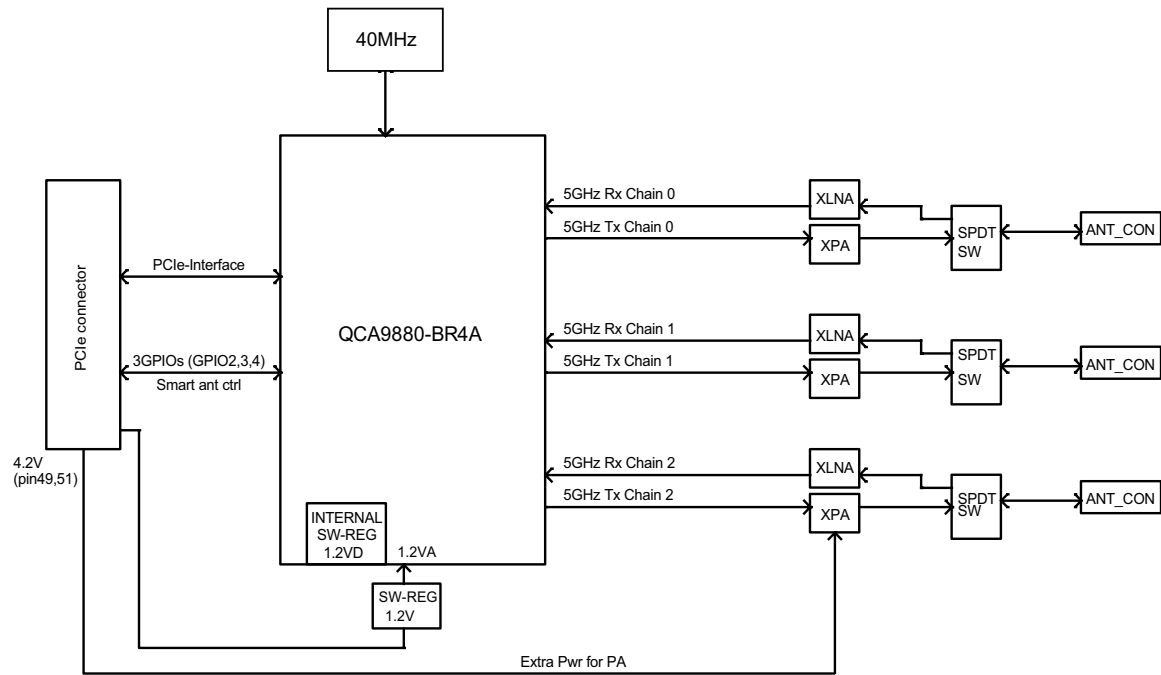 40MHz
PCIe connector
PCIe-Interface
3GPIOs (GPIO2,3,4)
Smart ant ctrl
4.2V
(pin49,51)
QCA9880-BR4A
INTERNAL
SW-REG
1.2VD
1.2VA
SW-REG
1.2V
Extra Pwr for PA
5GHz Rx Chain 0
5GHz Tx Chain 0
XLNA
XPA
SPDT
SW
ANT_CON
5GHz Rx Chain 1
5GHz Tx Chain 1
XLNA
XPA
SPDT
SW
ANT_CON
5GHz Rx Chain 2
5GHz Tx Chain 2
XLNA
XPA
SPDT
SW
ANT_CON